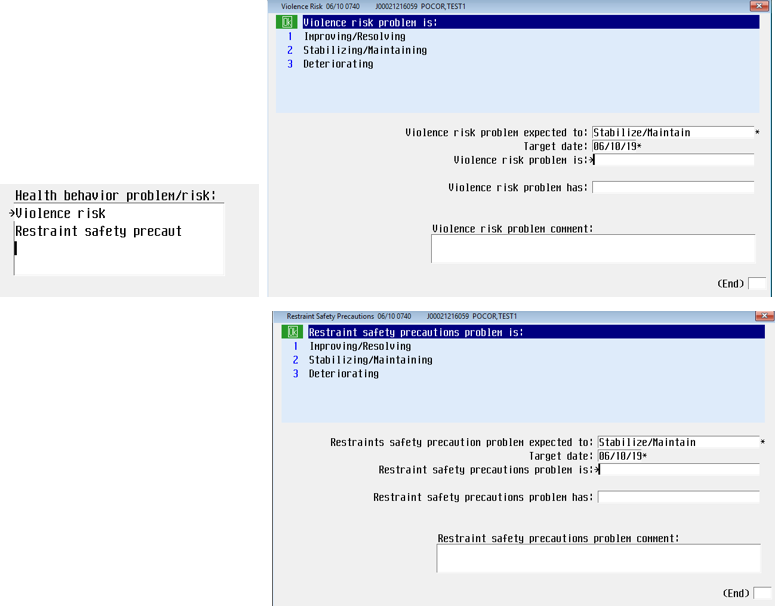 Health behavior problem/risk:
→Violence risk
Restraint safety precaut
Violence Risk 06/10 0740 J00021216059 POCOR,TEST1
Ok Violence risk problem is:
1 Improving/Resolving
2 Stabilizing/Maintaining
3 Deteriorating
Violence risk problem expected to: Stabilize/Maintain *
Target date: 06/10/19*
Violence risk problem is:→
Violence risk problem has:
Violence risk problem comment:
(End)
Restraint Safety Precautions 06/10 0740 J00021216059 POCOR,TEST1
Ok Restraint safety precautions problem is:
1 Improving/Resolving
2 Stabilizing/Maintaining
3 Deteriorating
Restraints safety precaution problem expected to: Stabilize/Maintain *
Target date: 06/10/19*
Restraint safety precautions problem is:→
Restraint safety precautions problem has:
Restraint safety precautions problem comment:
(End)